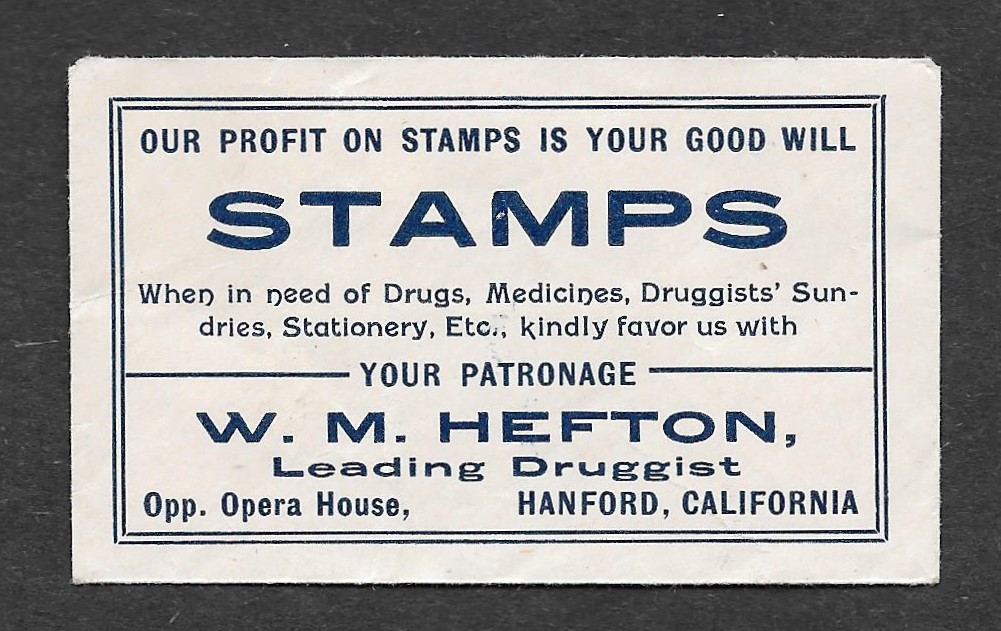 OUR PROFIT ON STAMPS IS YOUR GOOD WILL
STAMPS
When in need of Drugs, Medicines, Druggists' Sun-
dries, Stationery, Etc., kindly favor us with
YOUR PATRONAGE
W. M. HEFTON,
Leading Druggist
Opp. Opera House, HANFORD, CALIFORNIA